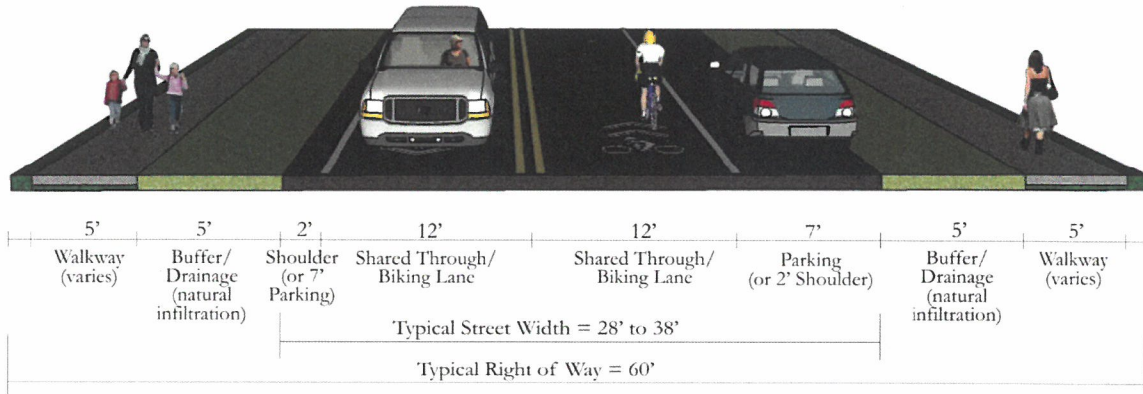 5' 5' 2' 12' 12' 7' 5' 5'
Walkway Buffer/ Shoulder Shared Through/ Shared Through/ Parking Buffer/ Walkway
(varies) Drainage (or 7' Biking Lane Biking Lane (or 2' Shoulder) Drainage (varies)
(natural Parking) (natural
infiltration) infiltration)
Typical Street Width = 28' to 38'
Typical Right of Way = 60'